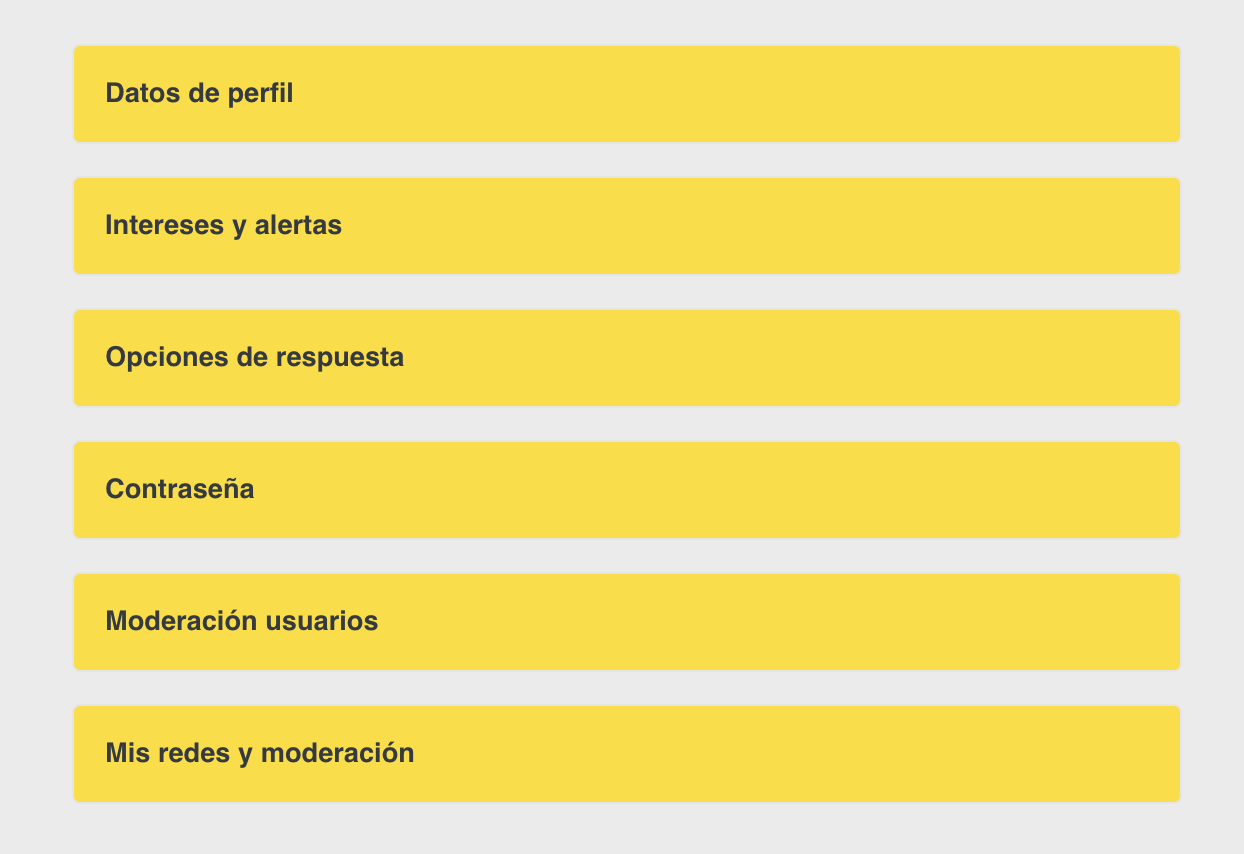 Datos de perfil
Intereses y alertas
Opciones de respuesta
Contraseña
Moderación usuarios
Mis redes y moderación